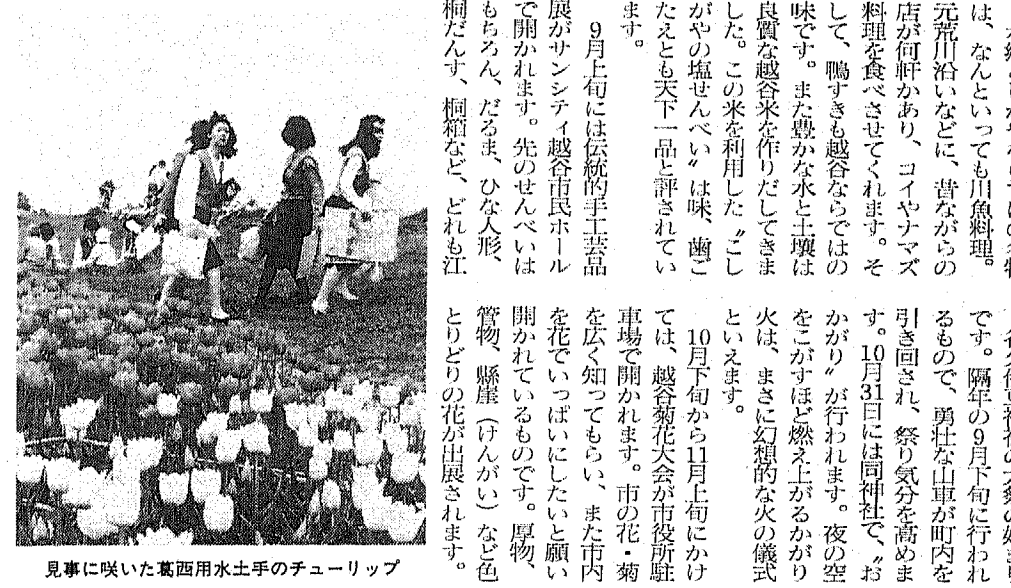 は、なんといっても川魚料理。
元荒川沿いなどに、昔ながらの
店が何軒かあり、コイやナマズ
料理を食べさせてくれます。そ
して、鴨すきも越谷ならではの
味です。また豊かな水と土壌は
良質な越谷米を作りだしてきま
した。この米を利用した〝こし
がやの塩せんべい〟は味、歯ご
たえとも天下一品と評されてい
ます。
9月上旬には伝統的手工芸品
展がサンシティ越谷市民ホール
で開かれます。先のせんべいは
もちろん、だるま、ひな人形、
桐だんす、桐箱など、どれも江
です。隔年の9月下旬に行われ
るもので、勇壮な山車が町内を
引き回され、祭り気分を高めま
す。10月31日には同神社で、〝お
かがり〟が行われます。夜の空
をこがすほど燃え上がるかがり
火は、まさに幻想的な火の儀式
といえます。
10月下旬から11月上旬にかけ
ては、越谷菊花大会が市役所駐
車場で開かれます。市の花・菊
を広く知ってもらい、また市内
を花でいっぱいにしたいと願い
開かれているものです。厚物、
管物、懸崖（けんがい）など色
とりどりの花が出展されます。
見事に咲いた葛西用水土手のチューリップ